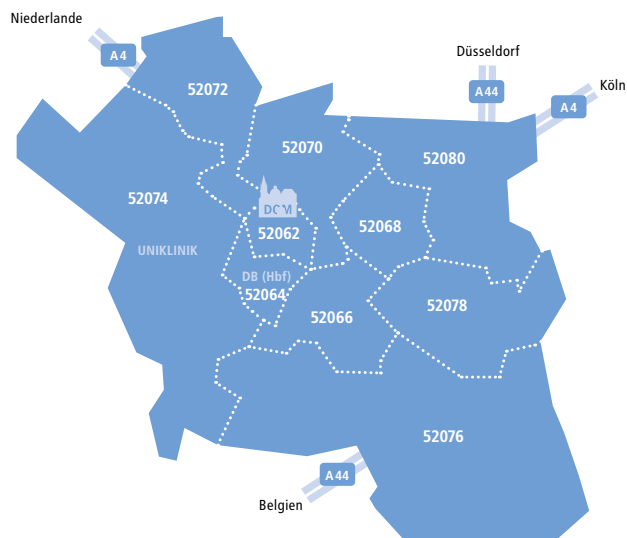 Niederlande
A4
Düsseldorf
A44
Köln
A4
52072
52070
52080
52074
DOM
52068
52062
UNIKLINIK
DB (Hbf)
52064
52066
52078
52076
A44
Belgien